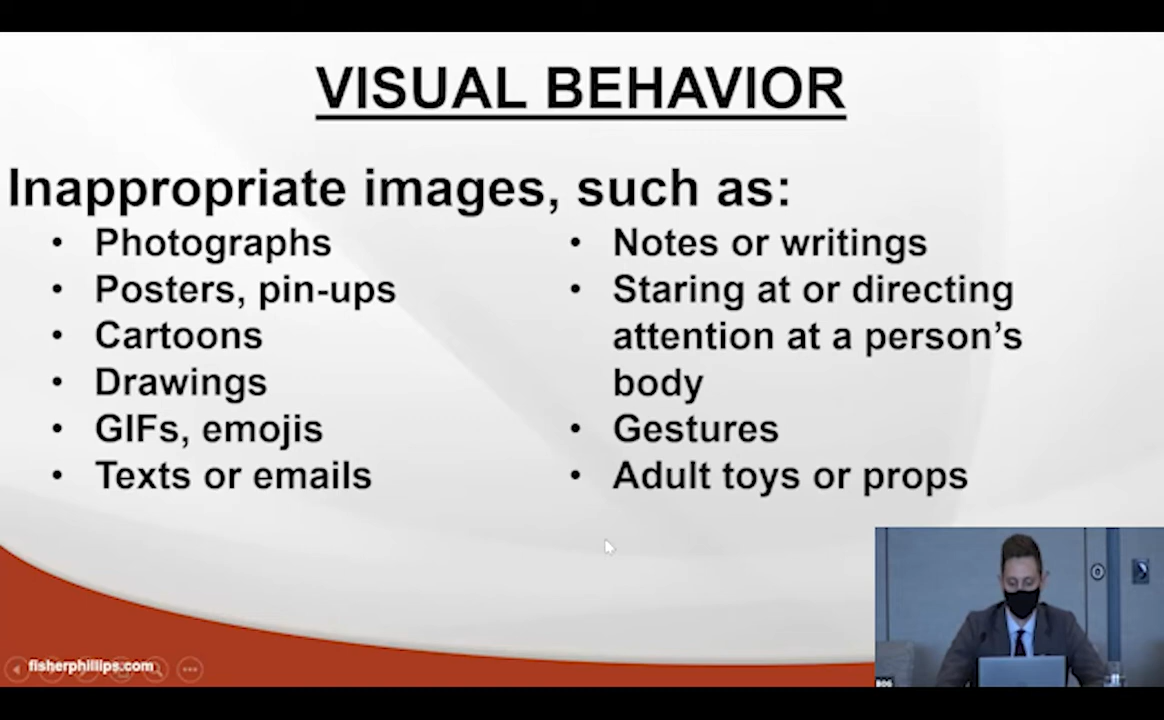 VISUAL BEHAVIOR
Inappropriate images, such as:
• Photographs
• Posters, pin-ups
• Cartoons
• Drawings
• GIFs, emojis
• Texts or emails
• Notes or writings
• Staring at or directing
attention at a person’s
body
• Gestures
• Adult toys or props
fisherphillips.com